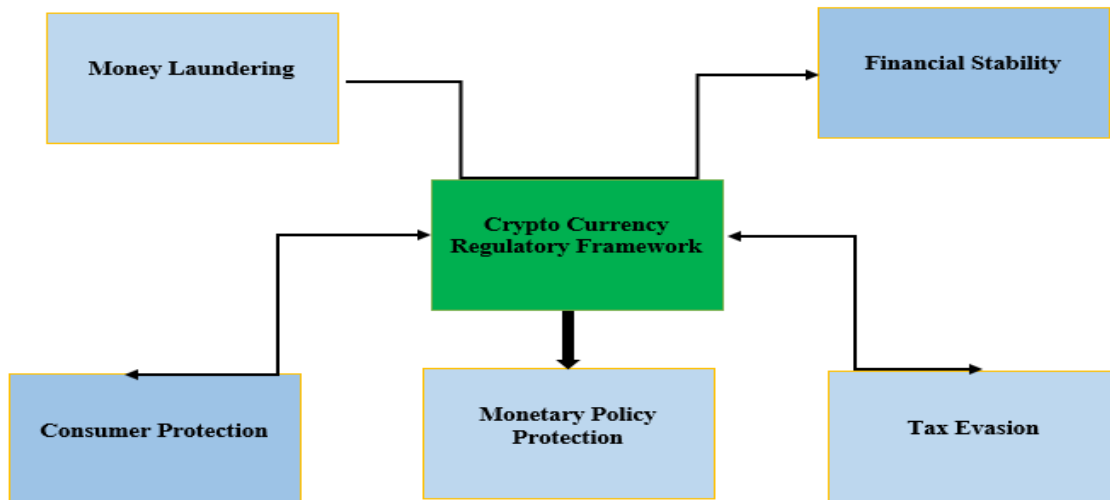 Money Laundering
Financial Stability
Crypto Currency
Regulatory Framework
Consumer Protection
Monetary Policy
Protection
Tax Evasion